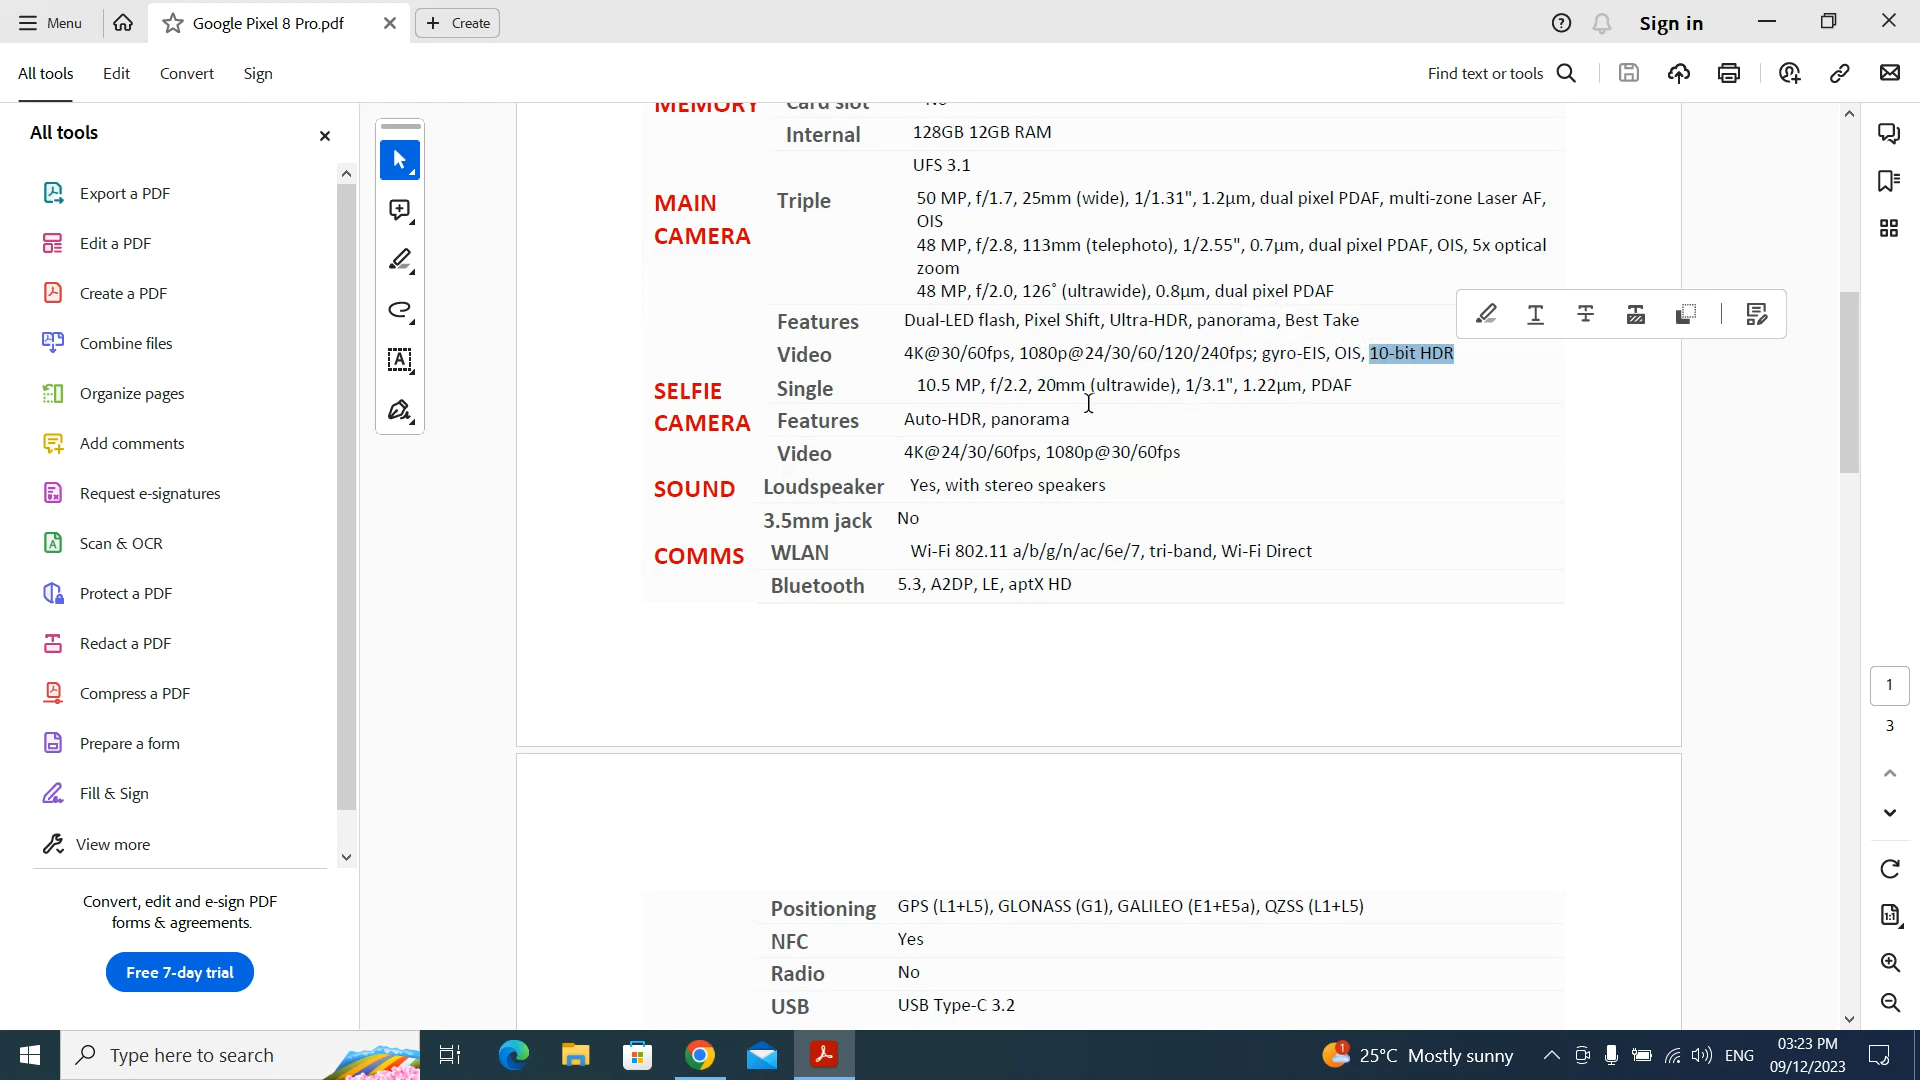 Menu
Google Pixel 8 Pro.pdf
Create
Sign in
All tools
Edit
Convert
Sign
Find text or tools
All tools
Export a PDF
Edit a PDF
Create a PDF
Combine files
Organize pages
Add comments
Request e-signatures
Scan & OCR
Protect a PDF
Redact a PDF
Compress a PDF
Prepare a form
Fill & Sign
View more
Convert, edit and e-sign PDF
forms & agreements.
Free 7-day trial
MEMORY Card slot No
Internal 128GB 12GB RAM
UFS 3.1
MAIN CAMERA Triple 50 MP, f/1.7, 25mm (wide), 1/1.31", 1.2µm, dual pixel PDAF, multi-zone Laser AF,
OIS
48 MP, f/2.8, 113mm (telephoto), 1/2.55", 0.7µm, dual pixel PDAF, OIS, 5x optical
zoom
48 MP, f/2.0, 126˚ (ultrawide), 0.8µm, dual pixel PDAF
Features Dual-LED flash, Pixel Shift, Ultra-HDR, panorama, Best Take
Video 4K@30/60fps, 1080p@24/30/60/120/240fps; gyro-EIS, OIS, 10-bit HDR
SELFIE CAMERA Single 10.5 MP, f/2.2, 20mm (ultrawide), 1/3.1", 1.22µm, PDAF
Features Auto-HDR, panorama
Video 4K@24/30/60fps, 1080p@30/60fps
SOUND Loudspeaker Yes, with stereo speakers
3.5mm jack No
COMMS WLAN Wi-Fi 802.11 a/b/g/n/ac/6e/7, tri-band, Wi-Fi Direct
Bluetooth 5.3, A2DP, LE, aptX HD
Positioning GPS (L1+L5), GLONASS (G1), GALILEO (E1+E5a), QZSS (L1+L5)
NFC Yes
Radio No
USB USB Type-C 3.2
1
3
Type here to search
1
25°C Mostly sunny
ENG
03:23 PM
09/12/2023